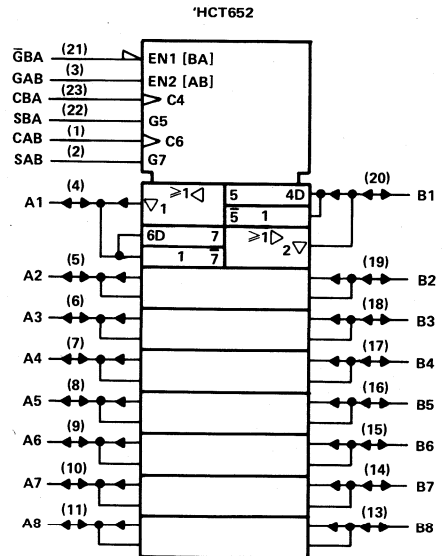 'HCT652
G̅BA (21) EN1 [BA]
GAB (3) EN2 [AB]
CBA (23) C4
SBA (22) G5
CAB (1) C6
SAB (2) G7
A1 (4) ≥1 1 5 4D (20) B1
5̅ 1
6D 7 ≥1 2
1 7̅
A2 (5) (19) B2
A3 (6) (18) B3
A4 (7) (17) B4
A5 (8) (16) B5
A6 (9) (15) B6
A7 (10) (14) B7
A8 (11) (13) B8